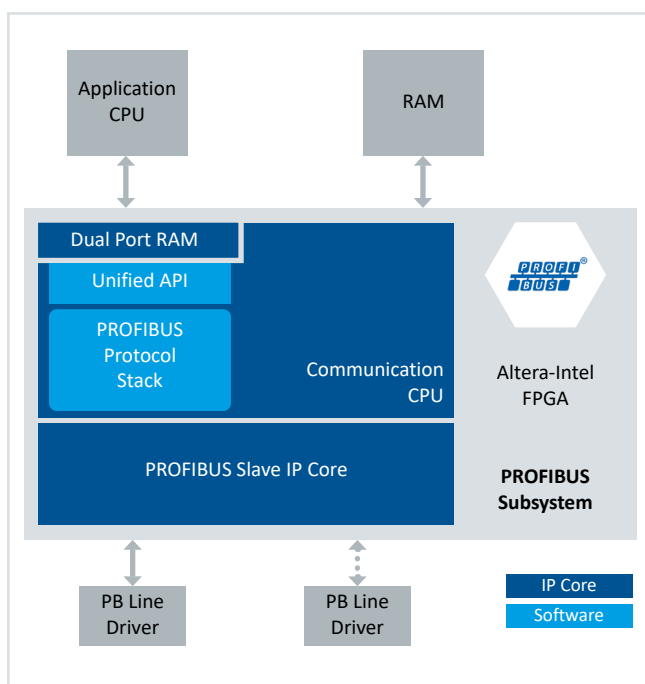 Application
CPU
RAM
Dual Port RAM
Unified API
PROFIBUS
Protocol
Stack
Communication
CPU
PROFI
BUS
®
Altera-Intel
FPGA
PROFIBUS Slave IP Core
PROFIBUS
Subsystem
PB Line
Driver
PB Line
Driver
IP Core
Software